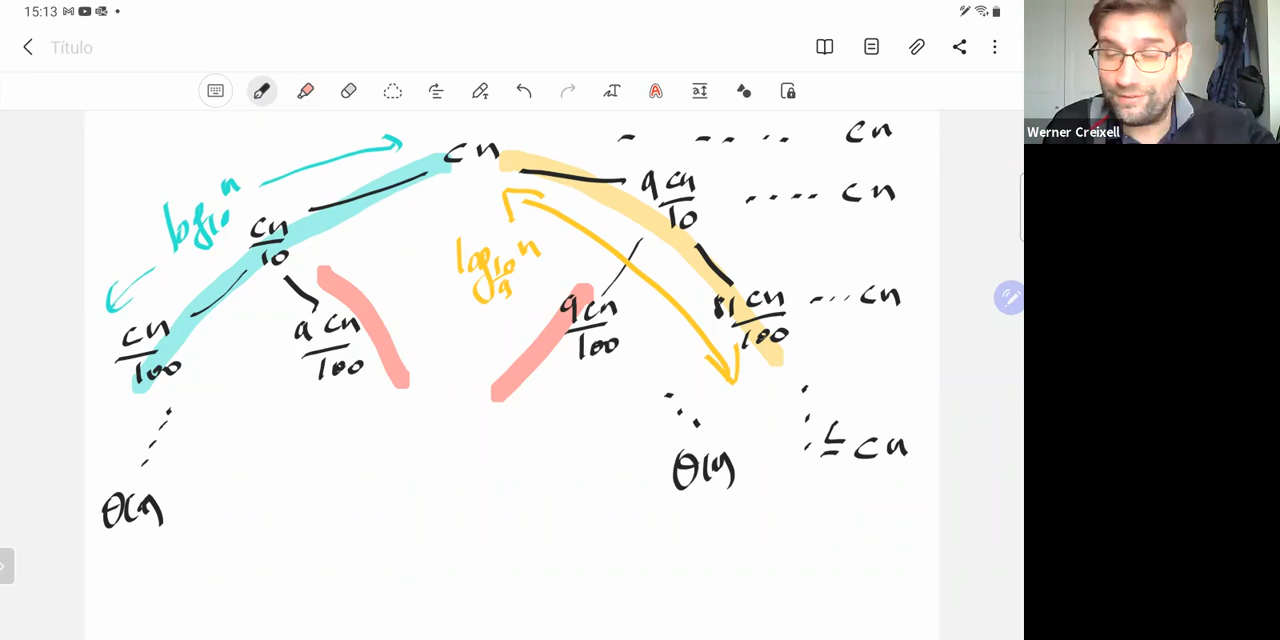 15:13
Título
Werner Creixell
cn - -- .. cn
log10 n
cn/10 9cn/10 .... cn
log10/9 n
cn/100 9cn/100 9cn/100 81cn/100 -... cn
≤ cn
θ(1) θ(1)